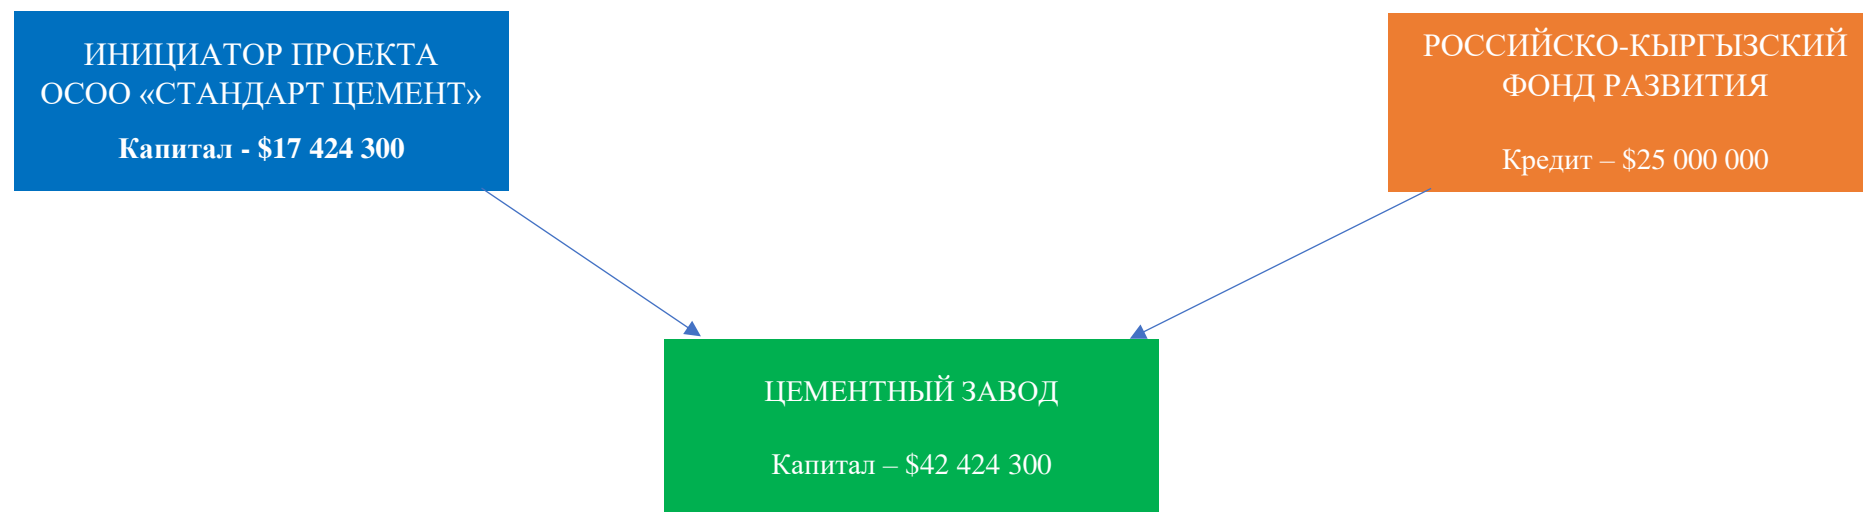 ИНИЦИАТОР ПРОЕКТА
ОСОО «СТАНДАРТ ЦЕМЕНТ»
Капитал - $17 424 300
РОССИЙСКО-КЫРГЫЗСКИЙ
ФОНД РАЗВИТИЯ
Кредит – $25 000 000
ЦЕМЕНТНЫЙ ЗАВОД
Капитал – $42 424 300